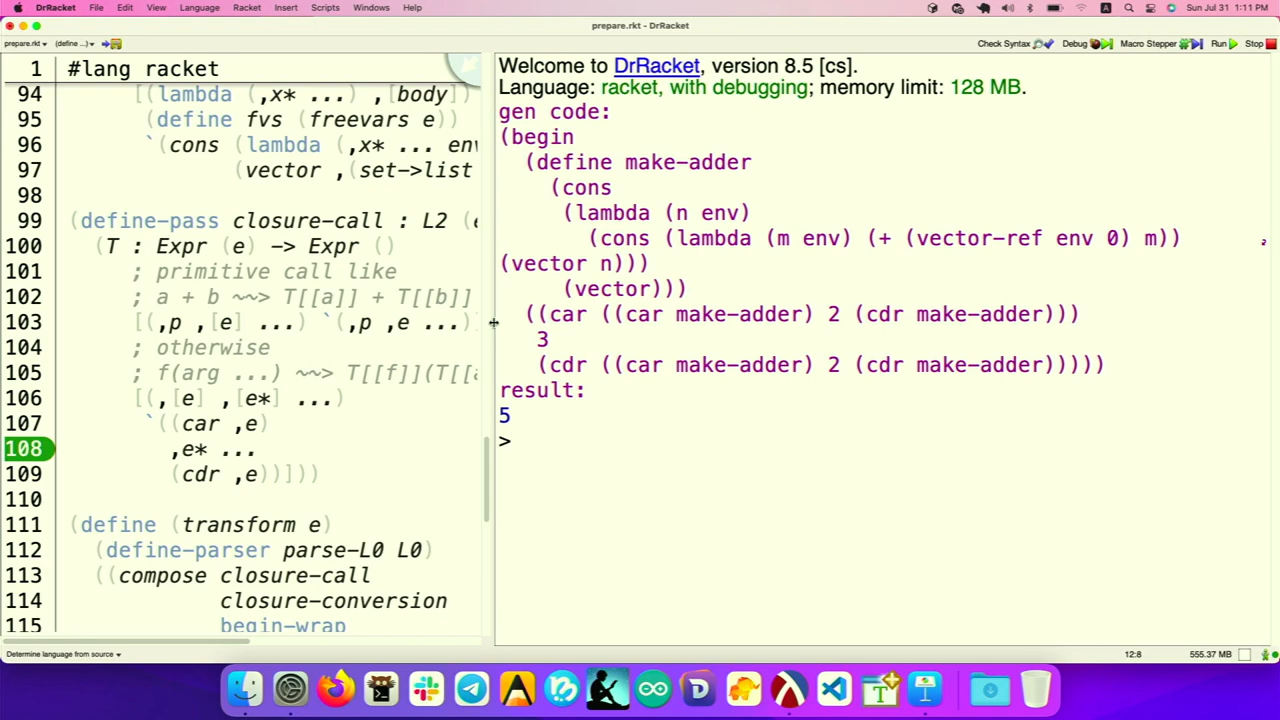 DrRacket File Edit View Language Racket Insert Scripts Windows Help Sun Jul 31 1:11 PM
prepare.rkt - DrRacket
prepare.rkt (define ...) Check Syntax Debug Macro Stepper Run Stop
1 #lang racket
94 [(lambda (,x* ...) ,[body])
95 (define fvs (freevars e))
96 `(cons (lambda (,x* ... env
97 (vector ,(set->list
98
99 (define-pass closure-call : L2 (e
100 (T : Expr (e) -> Expr ()
101 ; primitive call like
102 ; a + b ~~> T[[a]] + T[[b]]
103 [(,p ,[e] ...) `(,p ,e ...)]
104 ; otherwise
105 ; f(arg ...) ~~> T[[f]](T[[a
106 [(,[e] ,[e*] ...)
107 `((car ,e)
108 ,e* ...
109 (cdr ,e))]))
110
111 (define (transform e)
112 (define-parser parse-L0 L0)
113 ((compose closure-call
114 closure-conversion
115 begin-wrap
Welcome to DrRacket, version 8.5 [cs].
Language: racket, with debugging; memory limit: 128 MB.
gen code:
(begin
(define make-adder
(cons
(lambda (n env)
(cons (lambda (m env) (+ (vector-ref env 0) m))
(vector n)))
(vector)))
((car ((car make-adder) 2 (cdr make-adder)))
3
(cdr ((car make-adder) 2 (cdr make-adder)))))
result:
5
>
Determine language from source 12:8 555.37 MB